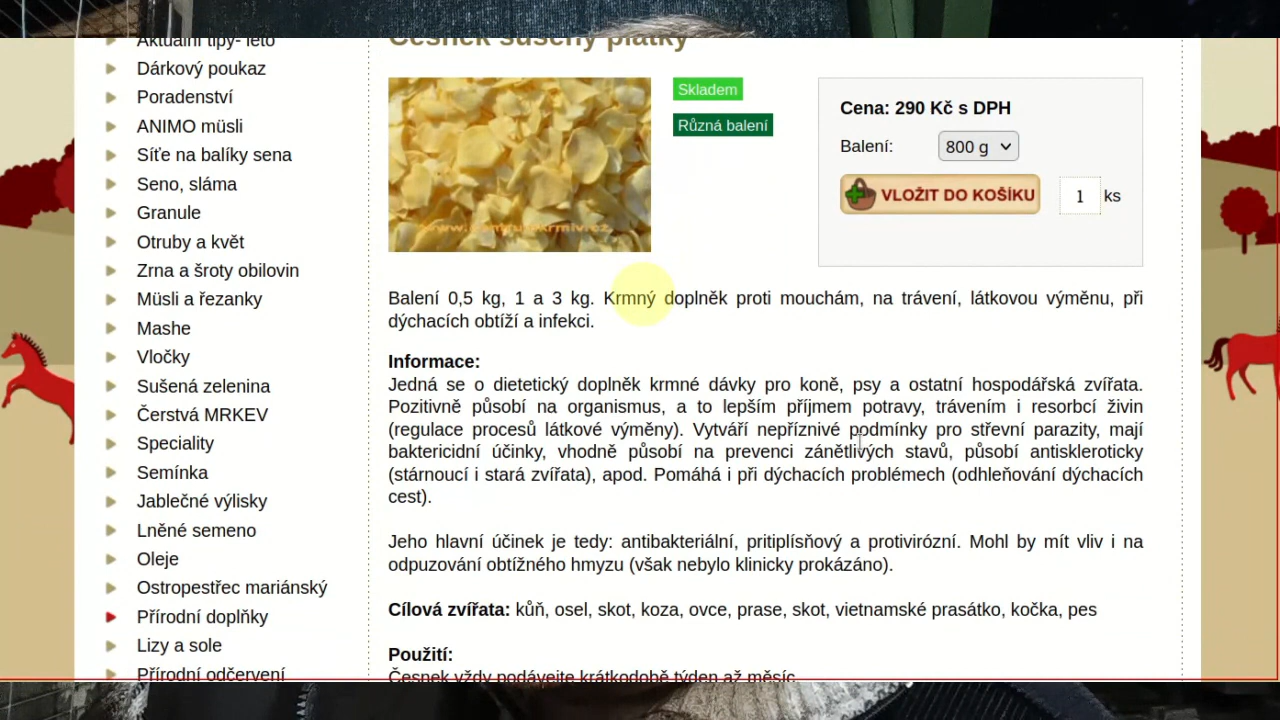 Aktuální tipy- léto
Dárkový poukaz
Poradenství
ANIMO müsli
Síťe na balíky sena
Seno, sláma
Granule
Otruby a květ
Zrna a šroty obilovin
Müsli a řezanky
Mashe
Vločky
Sušená zelenina
Čerstvá MRKEV
Speciality
Semínka
Jablečné výlisky
Lněné semeno
Oleje
Ostropestřec mariánský
Přírodní doplňky
Lizy a sole
Přírodní odčervení
Česnek sušený plátky
Skladem
Různá balení
Cena: 290 Kč s DPH
Balení: 800 g
VLOŽIT DO KOŠÍKU 1 ks
Balení 0,5 kg, 1 a 3 kg. Krmný doplněk proti mouchám, na trávení, látkovou výměnu, při
dýchacích obtíží a infekci.
Informace:
Jedná se o dietetický doplněk krmné dávky pro koně, psy a ostatní hospodářská zvířata.
Pozitivně působí na organismus, a to lepším příjmem potravy, trávením i resorbcí živin
(regulace procesů látkové výměny). Vytváří nepříznivé podmínky pro střevní parazity, mají
baktericidní účinky, vhodně působí na prevenci zánětlivých stavů, působí antiskleroticky
(stárnoucí i stará zvířata), apod. Pomáhá i při dýchacích problémech (odhleňování dýchacích
cest).
Jeho hlavní účinek je tedy: antibakteriální, pritiplísňový a protivirózní. Mohl by mít vliv i na
odpuzování obtížného hmyzu (však nebylo klinicky prokázáno).
Cílová zvířata: kůň, osel, skot, koza, ovce, prase, skot, vietnamské prasátko, kočka, pes
Použití:
Česnek vždy podávejte krátkodobě týden až měsíc.